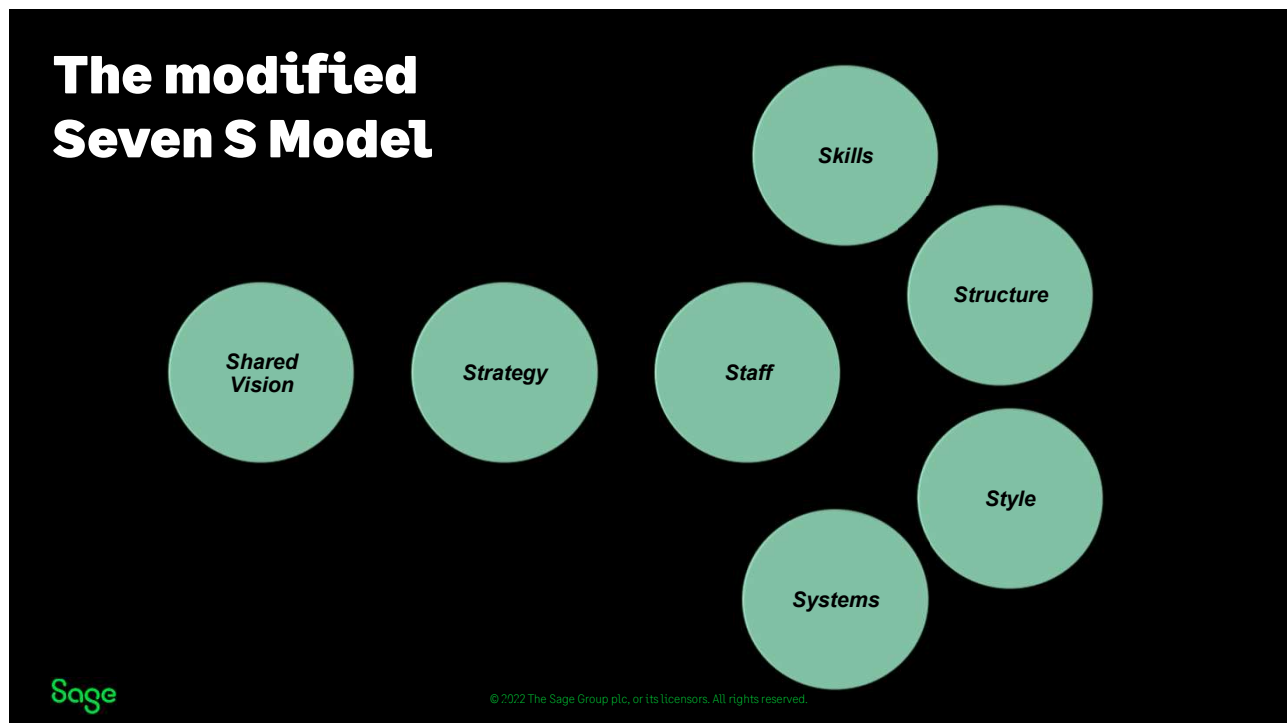 The modified
Seven S Model
Skills
Structure
Shared
Vision
Strategy
Staff
Style
Systems
Sage
© 2022 The Sage Group plc, or its licensors. All rights reserved.